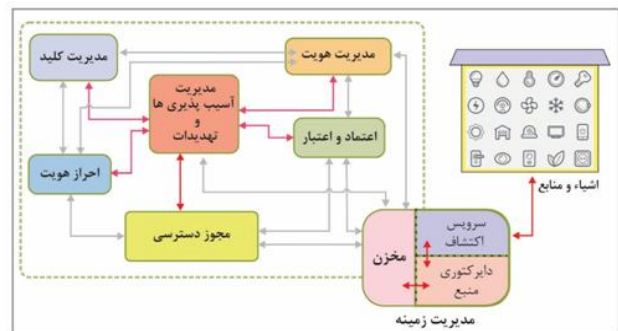 مدیریت هویت
مدیریت کلید
مدیریت
آسیب پذیری ها
و
تهدیدات
اعتماد و اعتبار
احراز هویت
مجوز دسترسی
مخزن
سرویس
اکتشاف
دایرکتوری
منبع
مدیریت زمینه
اشیاء و منابع